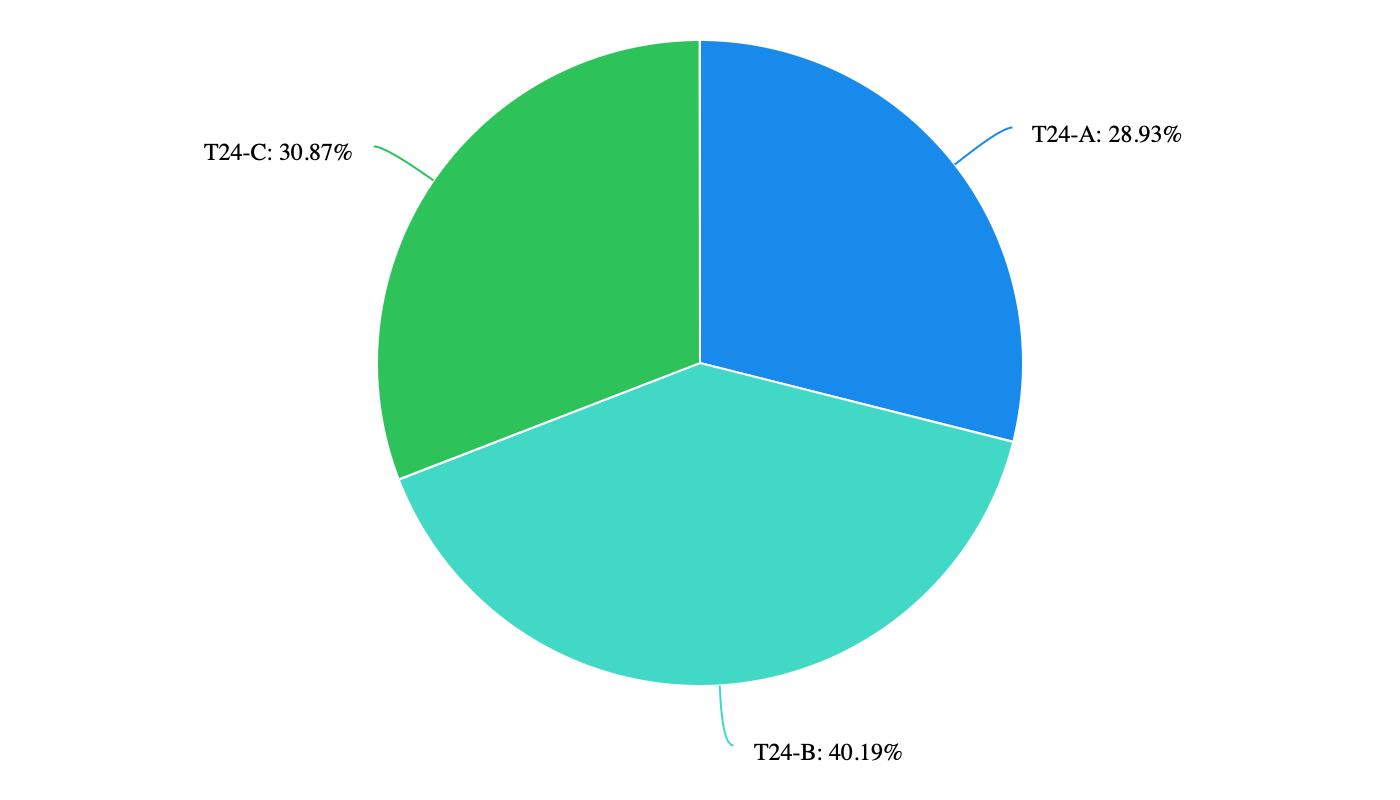 T24-A: 28.93%
T24-C: 30.87%
T24-B: 40.19%